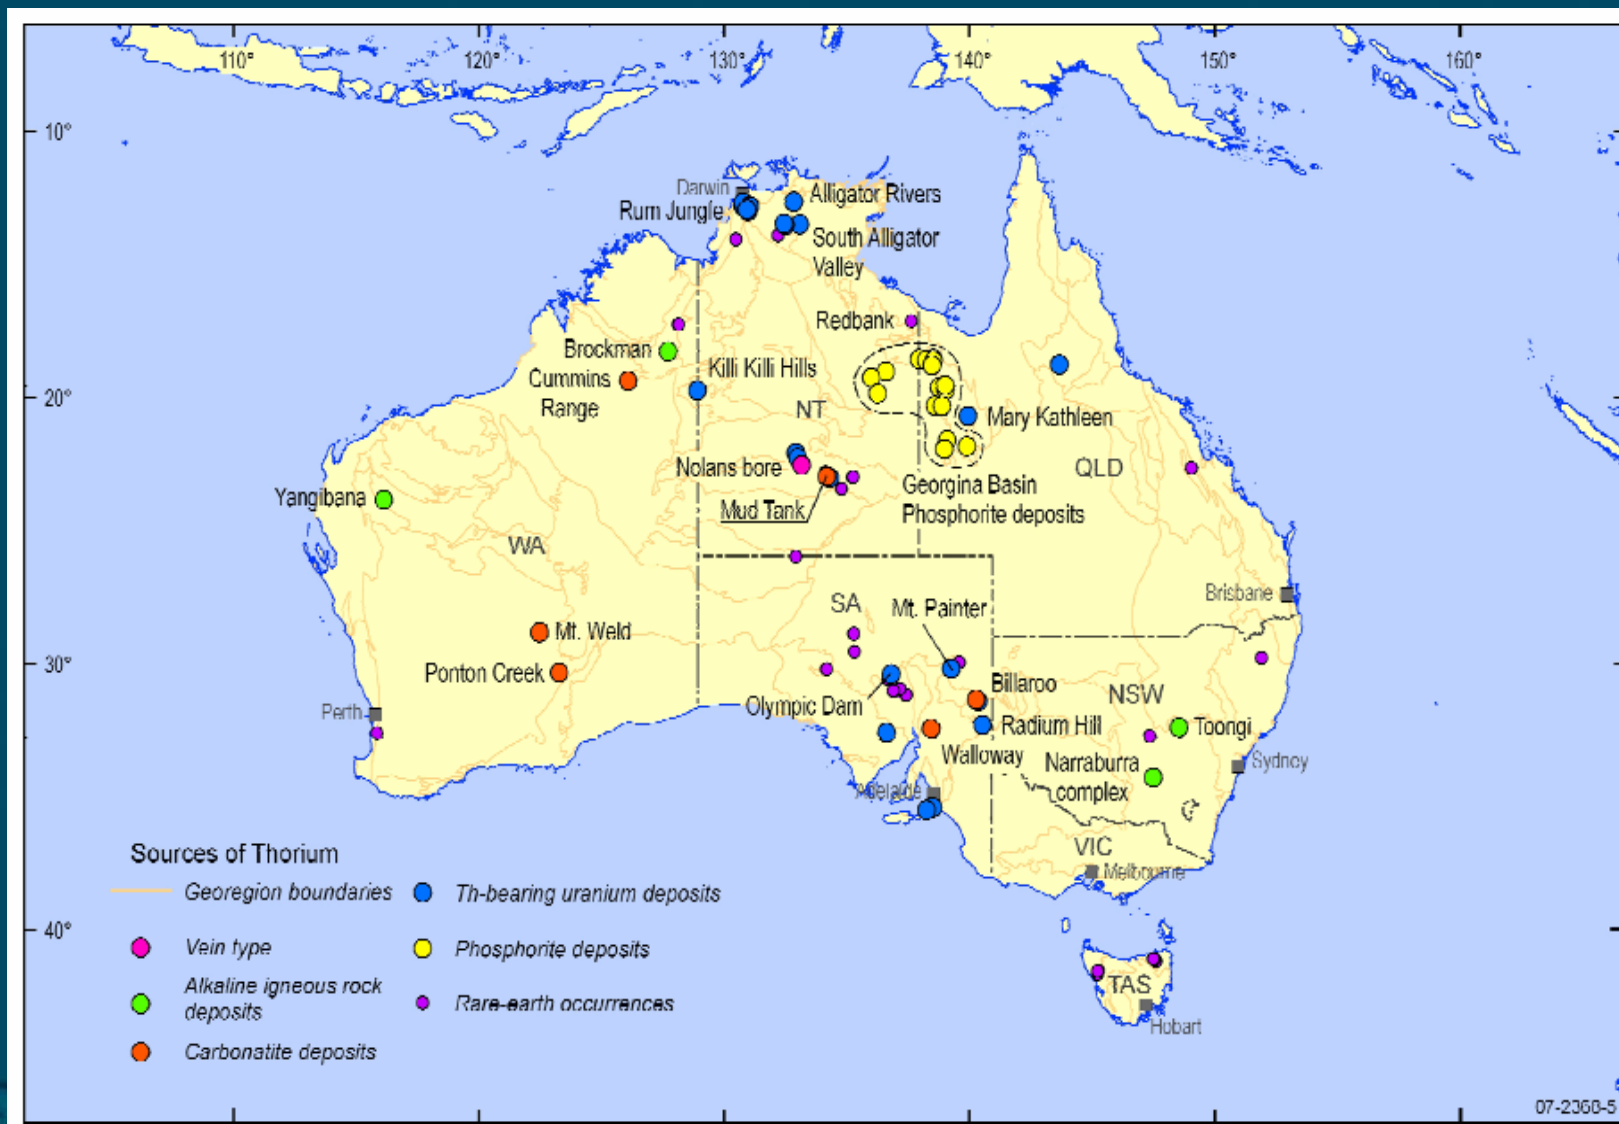 110°
120°
130°
140°
150°
160°
10°
Darwin
Alligator Rivers
Rum Jungle
South Alligator
Valley
Redbank
Brockman
Killi Killi Hills
Cummins
Range
20°
NT
Mary Kathleen
Nolans bore
QLD
Georgina Basin
Phosphorite deposits
Yangibana
Mud Tank
WA
Brisbane
SA
Mt. Painter
Mt. Weld
30°
Ponton Creek
Billaroo
NSW
Perth
Olympic Dam
Radium Hill
Toongi
Walloway
Narraburra
complex
Sydney
Adelaide
VIC
Melbourne
Sources of Thorium
Georegion boundaries
Th-bearing uranium deposits
40°
Vein type
Phosphorite deposits
Alkaline igneous rock
deposits
Rare-earth occurrences
TAS
Hobart
Carbonatite deposits
07-2368-5